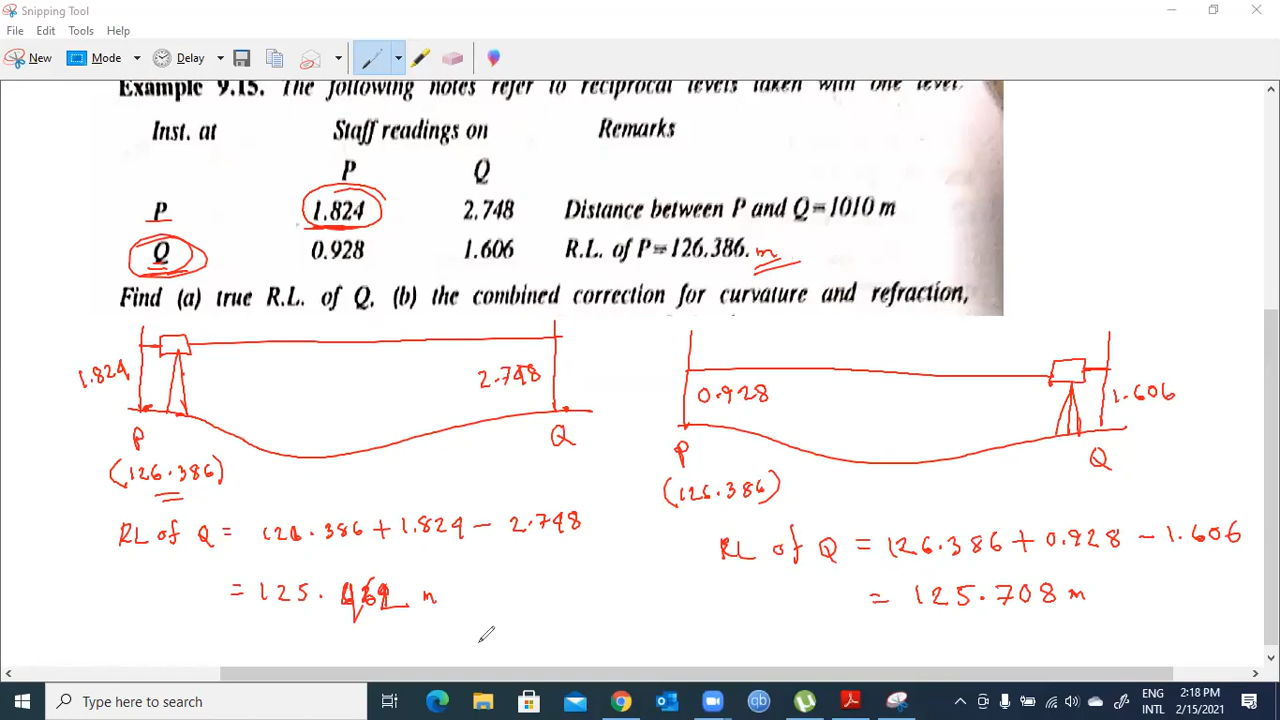 Snipping Tool
File Edit Tools Help
New Mode Delay
Example 9.15. The following notes refer to reciprocal levels taken with one level.
Inst. at Staff readings on Remarks
P Q
P 1.824 2.748 Distance between P and Q=1010 m
Q 0.928 1.606 R.L. of P=126.386. m
Find (a) true R.L. of Q, (b) the combined correction for curvature and refraction,
1.824 2.748
P Q
(126.386)
RL of Q = 126.386 + 1.824 - 2.748
= 125. m
0.928 1.606
P Q
(126.386)
RL of Q = 126.386 + 0.928 - 1.606
= 125.708 m
Type here to search
qb
ENG
INTL
2:18 PM
2/15/2021